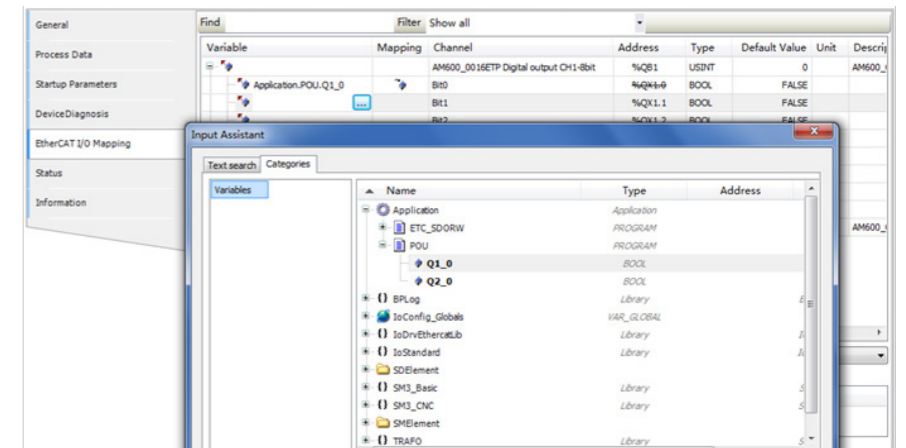 General
Process Data
Startup Parameters
DeviceDiagnosis
EtherCAT I/O Mapping
Status
Information
Find Filter Show all
Variable Mapping Channel Address Type Default Value Unit Descrip
AM600_0016ETP Digital output CH1-8bit %QB1 USINT 0 AM600_
Application.POU.Q1_0 Bit0 %QX1.0 BOOL FALSE
... Bit1 %QX1.1 BOOL FALSE
Bit2 %QX1.2 BOOL FALSE
AM600_
Input Assistant
Text search Categories
Variables
Name Type Address
Application Application
ETC_SDORW PROGRAM
POU PROGRAM
Q1_0 BOOL
Q2_0 BOOL
{} BPLog Library
IoConfig_Globals VAR_GLOBAL
{} IoDrvEthercatLib Library
{} IoStandard Library
SDElement
{} SM3_Basic Library
{} SM3_CNC Library
SMElement
{} TRAFO Library